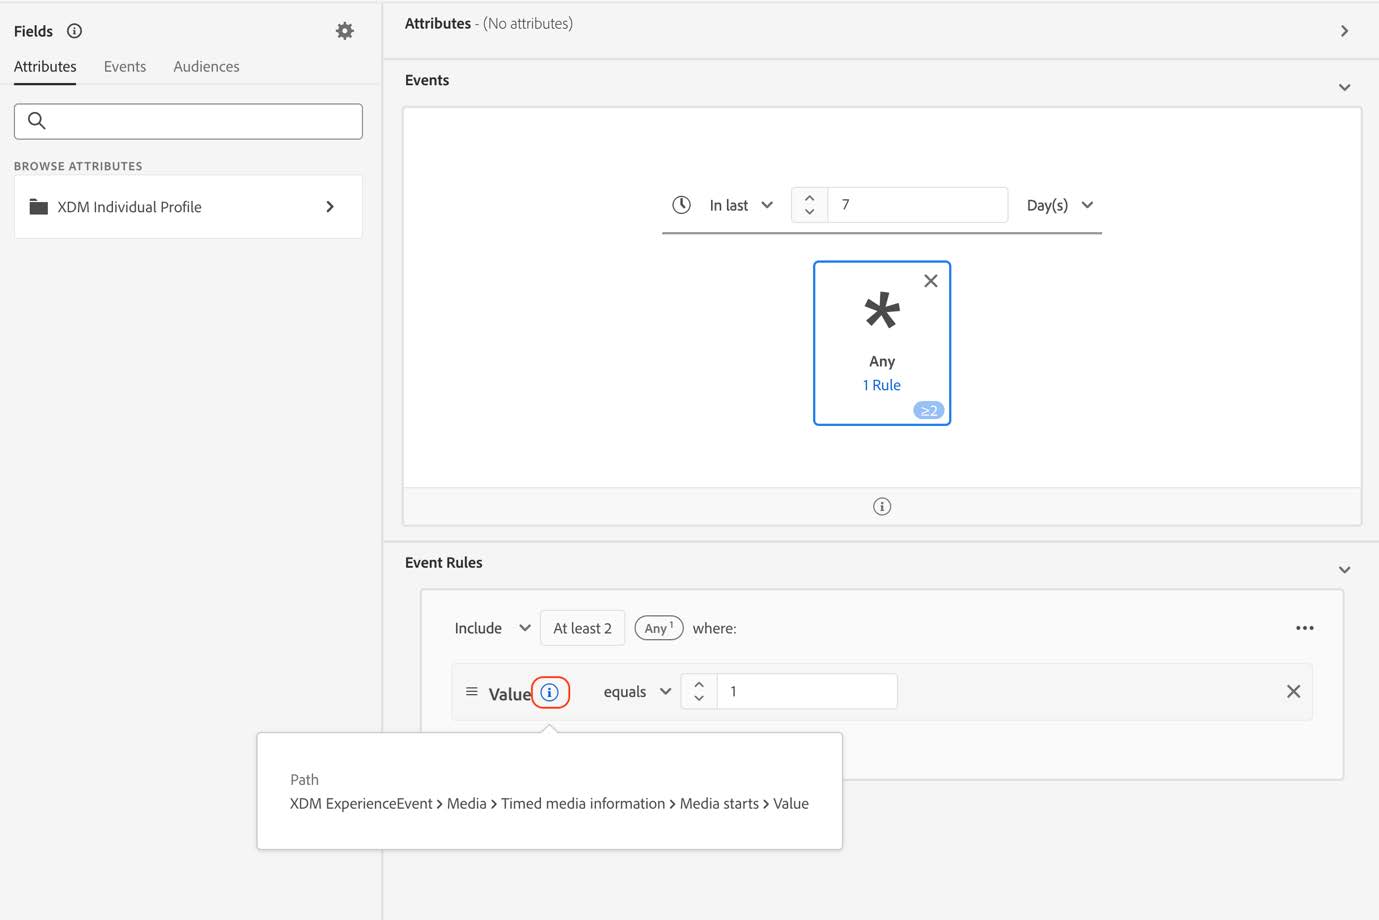 Fields
Attributes Events Audiences
BROWSE ATTRIBUTES
XDM Individual Profile
Attributes - (No attributes)
Events
In last 7 Day(s)
Any
1 Rule
≥2
Event Rules
Include At least 2 Any 1 where:
Value equals 1
Path
XDM ExperienceEvent > Media > Timed media information > Media starts > Value